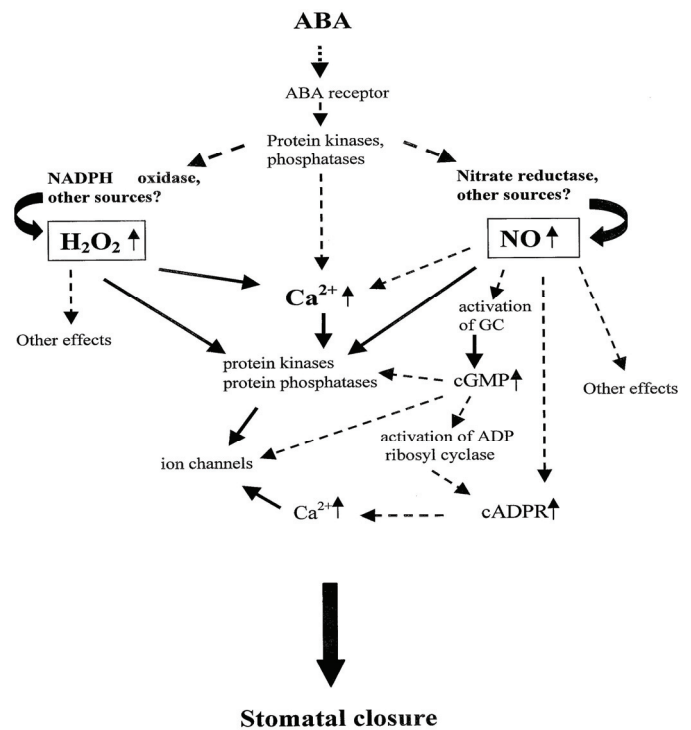 ABA
ABA receptor
Protein kinases,
phosphatases
NADPH oxidase,
other sources?
Nitrate reductase,
other sources?
H₂O₂
NO
Ca²⁺
activation
of GC
Other effects
protein kinases
protein phosphatases
cGMP
Other effects
activation of ADP
ribosyl cyclase
ion channels
Ca²⁺
cADPR
Stomatal closure